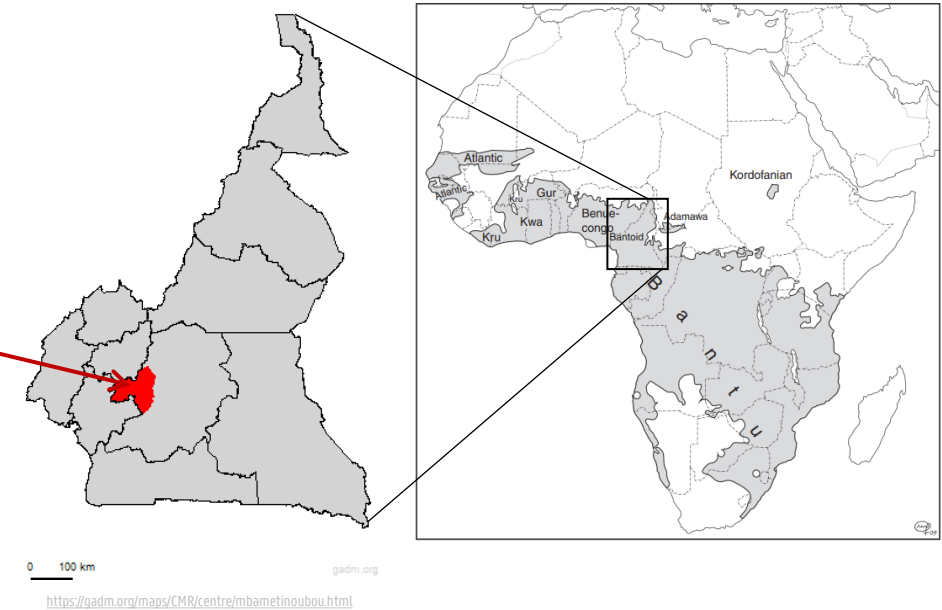 Atlantic
Atlantic
Kru
Gur
Kwa
Kru
Benue-
congo
Bantoid
Adamawa
Kordofanian
B
a
n
t
u
0 100 km
gadm.org
https://gadm.org/maps/CMR/centre/mbametinoubou.html